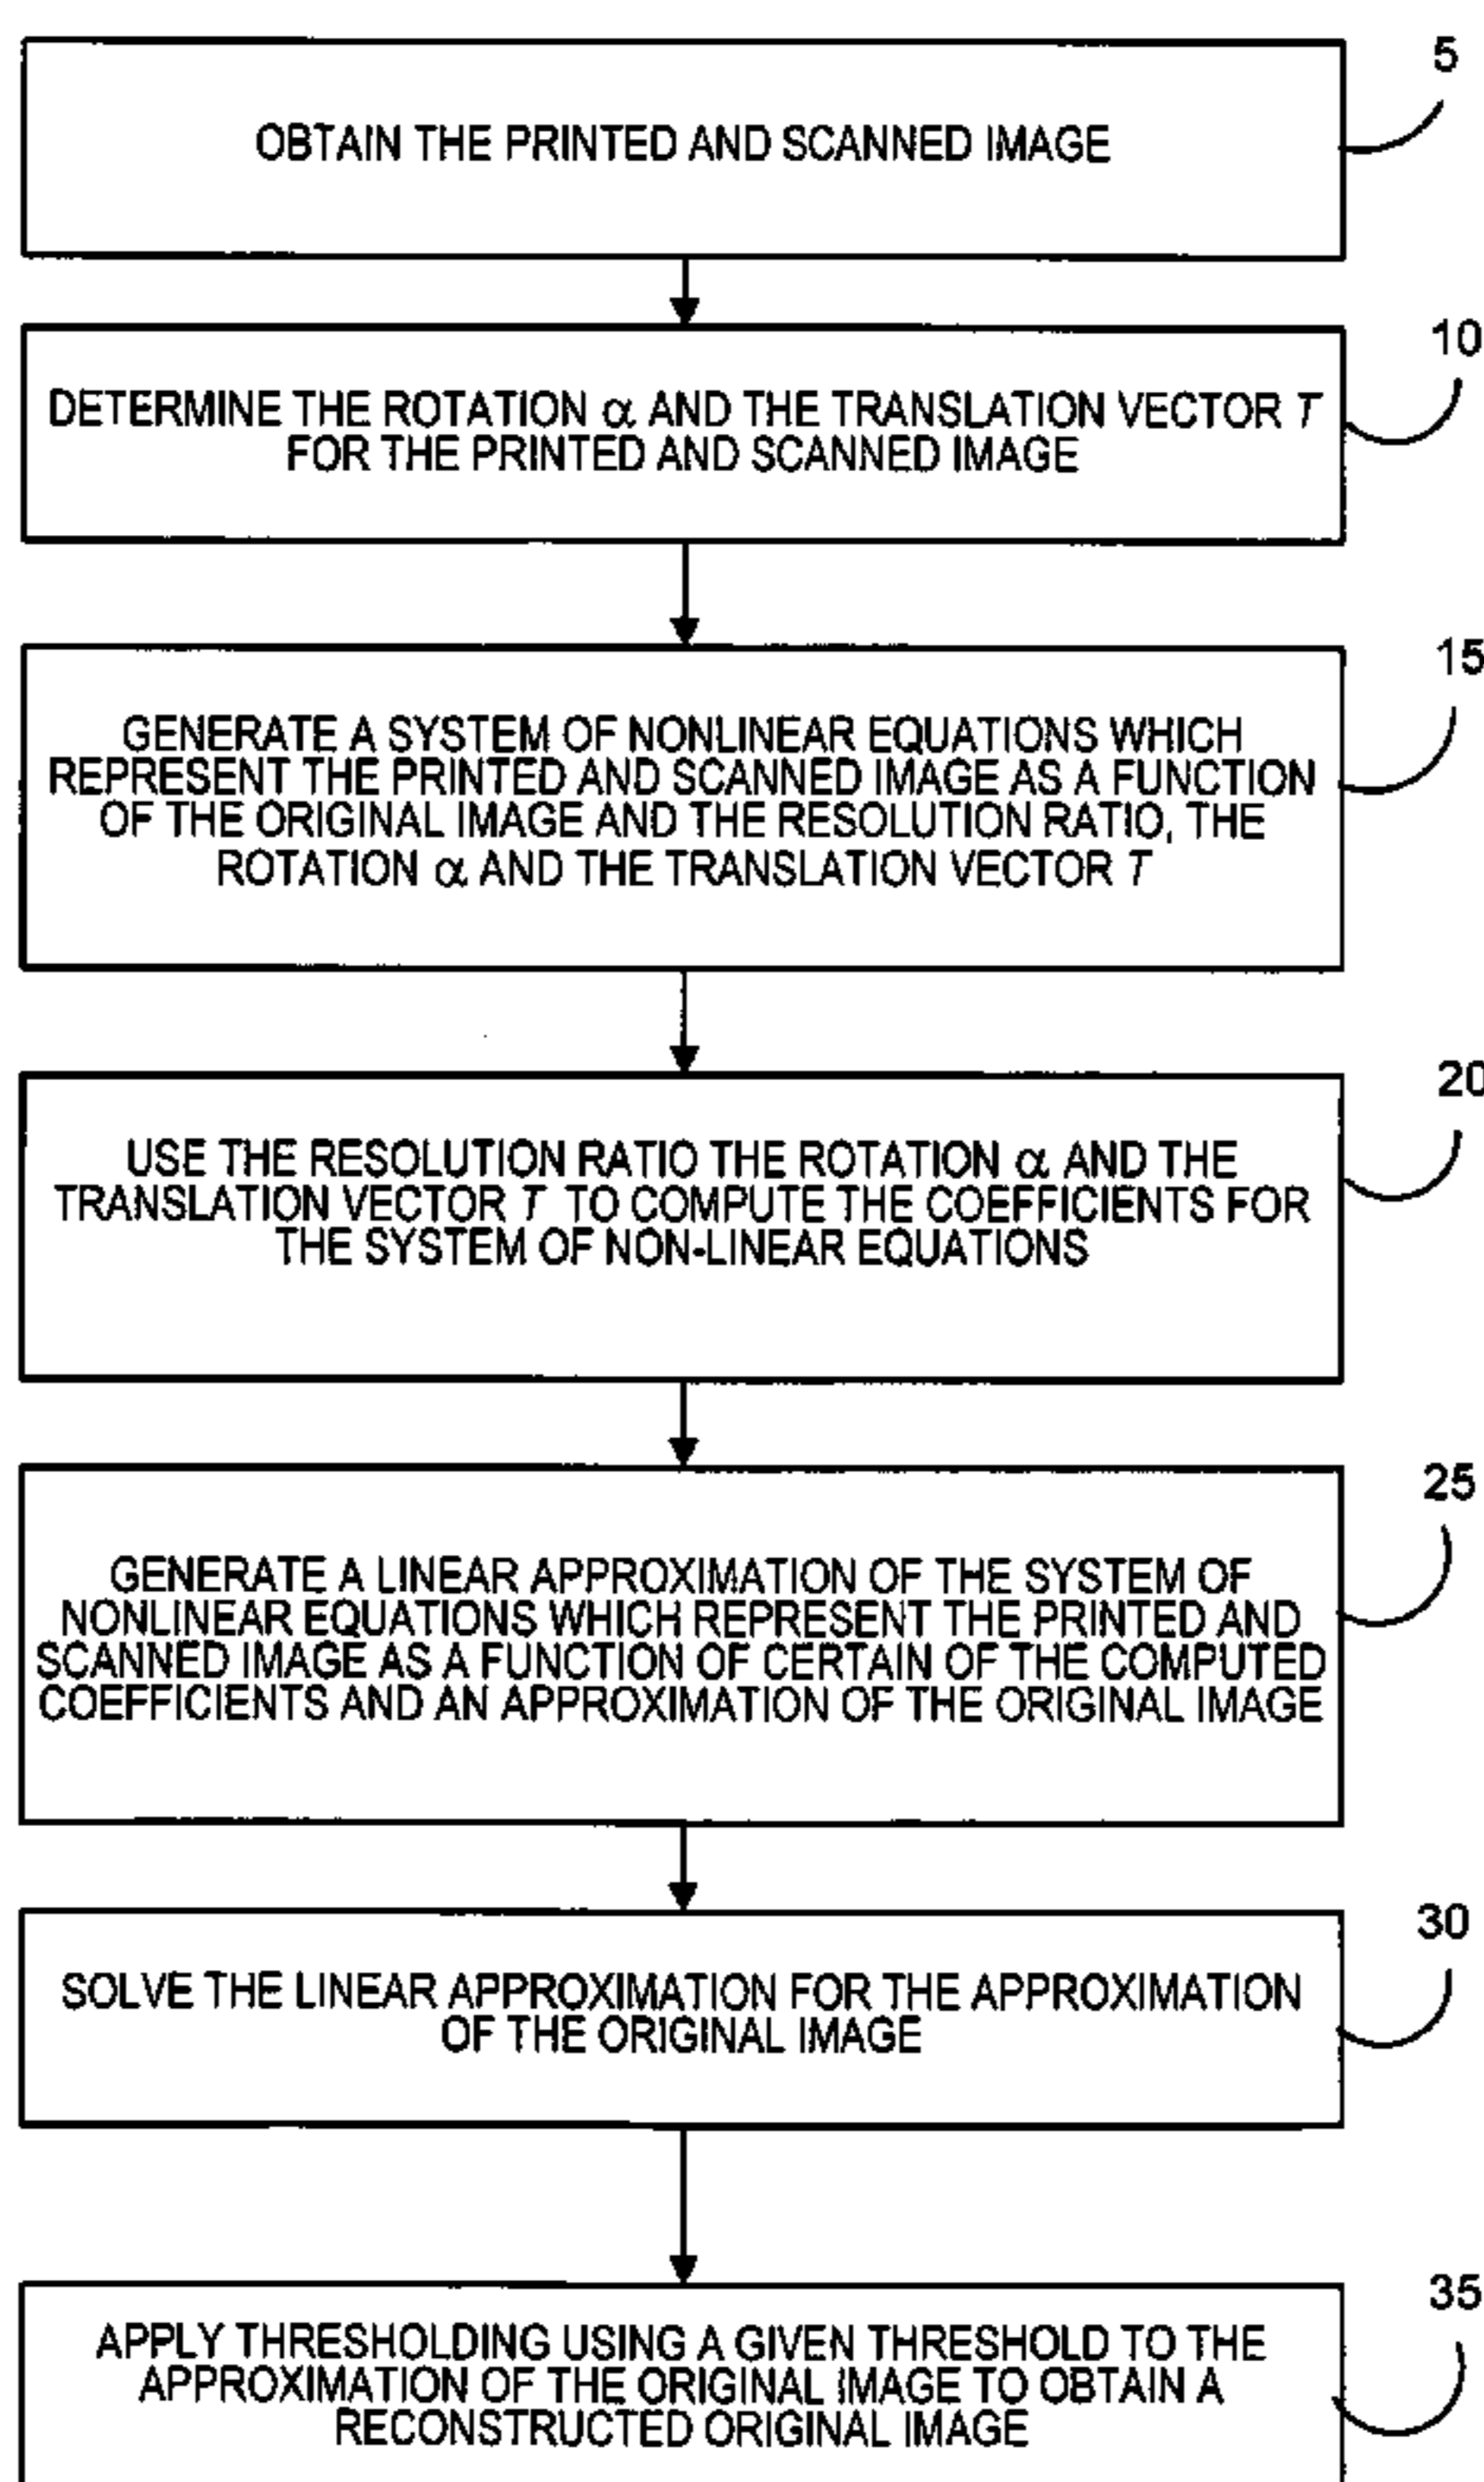 5
OBTAIN THE PRINTED AND SCANNED IMAGE
10
DETERMINE THE ROTATION α AND THE TRANSLATION VECTOR T
FOR THE PRINTED AND SCANNED IMAGE
15
GENERATE A SYSTEM OF NONLINEAR EQUATIONS WHICH
REPRESENT THE PRINTED AND SCANNED IMAGE AS A FUNCTION
OF THE ORIGINAL IMAGE AND THE RESOLUTION RATIO, THE
ROTATION α AND THE TRANSLATION VECTOR T
20
USE THE RESOLUTION RATIO THE ROTATION α AND THE
TRANSLATION VECTOR T TO COMPUTE THE COEFFICIENTS FOR
THE SYSTEM OF NON-LINEAR EQUATIONS
25
GENERATE A LINEAR APPROXIMATION OF THE SYSTEM OF
NONLINEAR EQUATIONS WHICH REPRESENT THE PRINTED AND
SCANNED IMAGE AS A FUNCTION OF CERTAIN OF THE COMPUTED
COEFFICIENTS AND AN APPROXIMATION OF THE ORIGINAL IMAGE
30
SOLVE THE LINEAR APPROXIMATION FOR THE APPROXIMATION
OF THE ORIGINAL IMAGE
35
APPLY THRESHOLDING USING A GIVEN THRESHOLD TO THE
APPROXIMATION OF THE ORIGINAL IMAGE TO OBTAIN A
RECONSTRUCTED ORIGINAL IMAGE